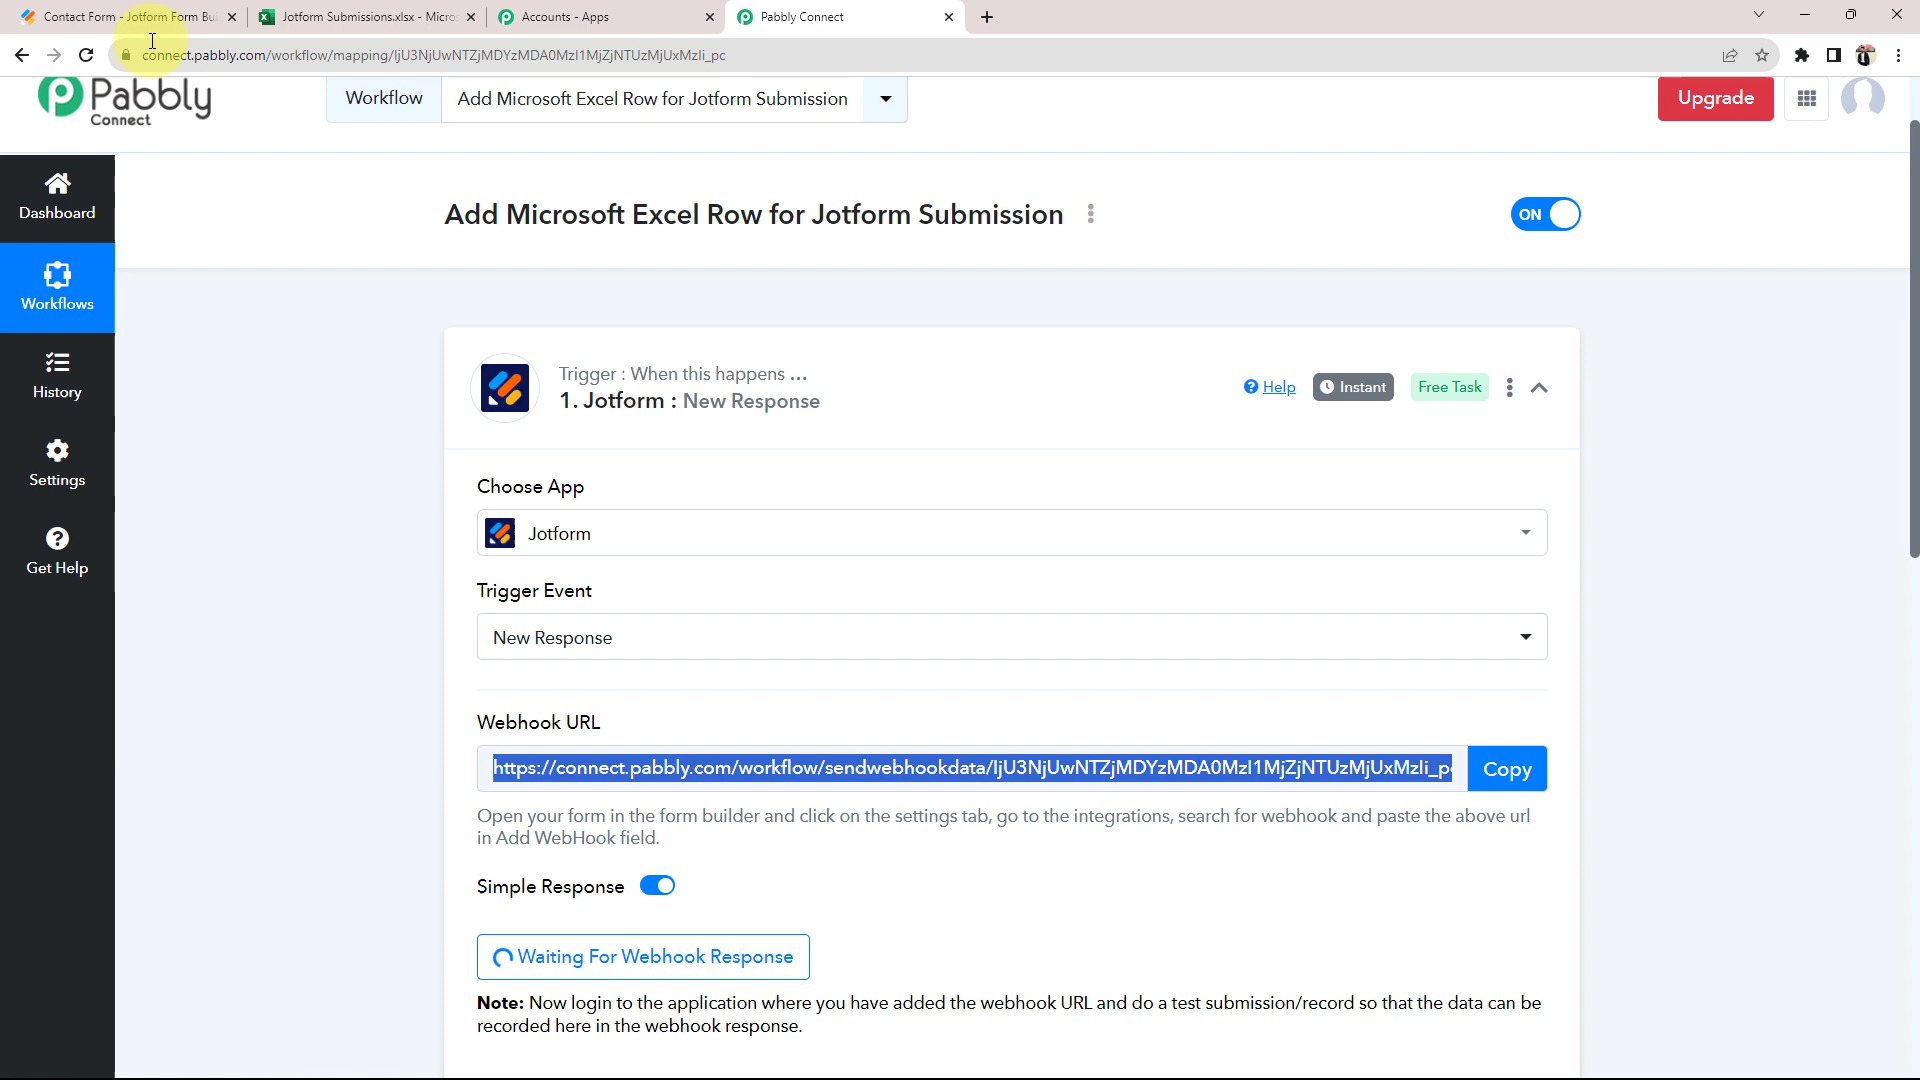 Contact Form - Jotform Form Bui
Jotform Submissions.xlsx - Micros
Accounts - Apps
Pabbly Connect
connect.pabbly.com/workflow/mapping/IjU3NjUwNTZjMDYzMDA0MzI1MjZjNTUzMjUxMzIi_pc
Pabbly
Connect
Workflow
Add Microsoft Excel Row for Jotform Submission
Upgrade
Dashboard
Workflows
History
Settings
Get Help
Add Microsoft Excel Row for Jotform Submission
ON
Trigger : When this happens ...
1. Jotform : New Response
Help
Instant
Free Task
Choose App
Jotform
Trigger Event
New Response
Webhook URL
https://connect.pabbly.com/workflow/sendwebhookdata/IjU3NjUwNTZjMDYzMDA0MzI1MjZjNTUzMjUxMzIi_pc
Copy
Open your form in the form builder and click on the settings tab, go to the integrations, search for webhook and paste the above url
in Add WebHook field.
Simple Response
Waiting For Webhook Response
Note: Now login to the application where you have added the webhook URL and do a test submission/record so that the data can be
recorded here in the webhook response.